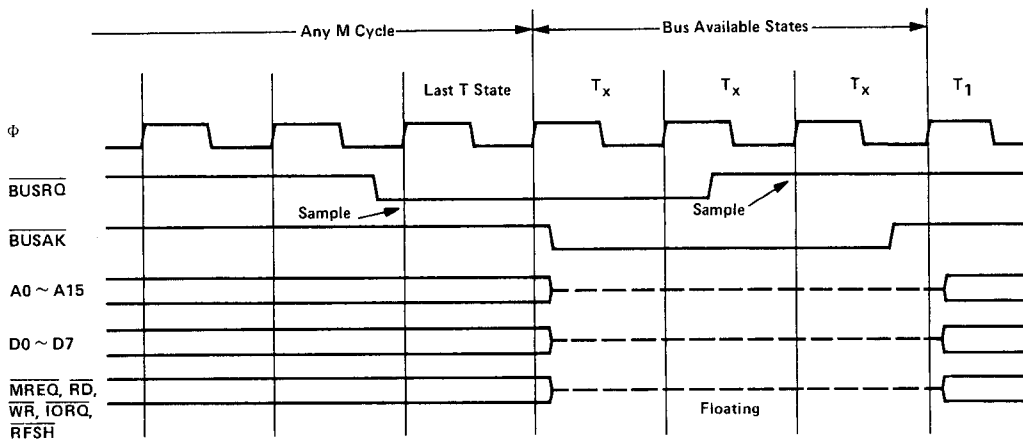 Any M Cycle
Bus Available States
Last T State
Tx
Tx
Tx
T1
Φ
BUSRQ
Sample
Sample
BUSAK
A0 ~ A15
D0 ~ D7
MREQ, RD,
WR, IORQ,
RFSH
Floating